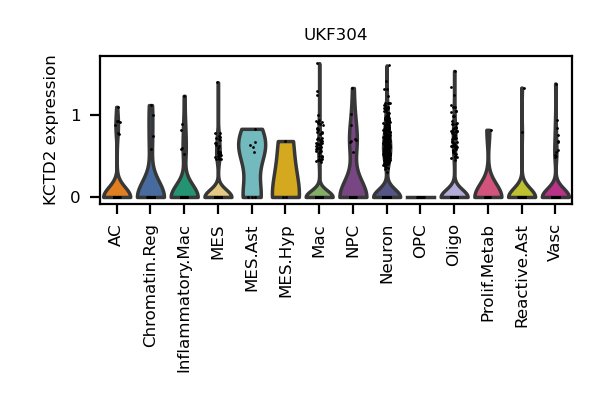 UKF304
KCTD2 expression
1
0
AC
Chromatin.Reg
Inflammatory.Mac
MES
MES.Ast
MES.Hyp
Mac
NPC
Neuron
OPC
Oligo
Prolif.Metab
Reactive.Ast
Vasc